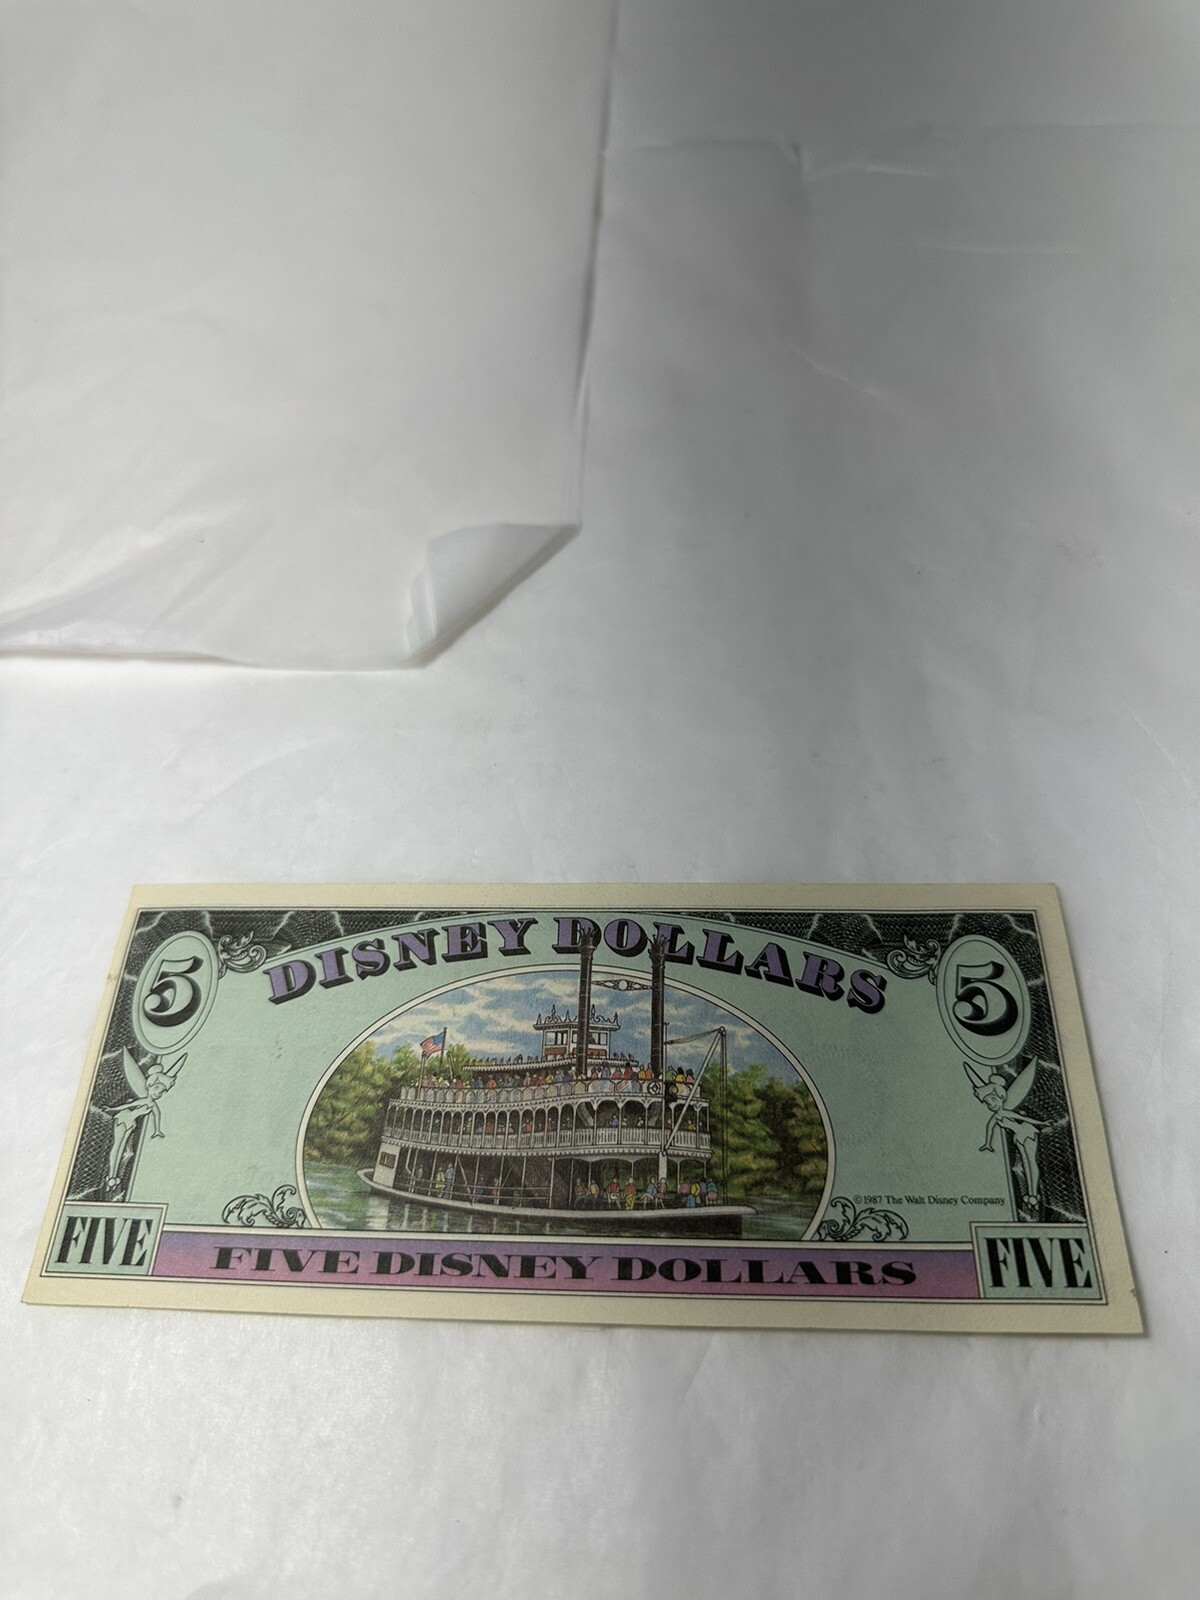 DISNEY DOLLARS
5
5
©1987 The Walt Disney Company
FIVE
FIVE DISNEY DOLLARS
FIVE